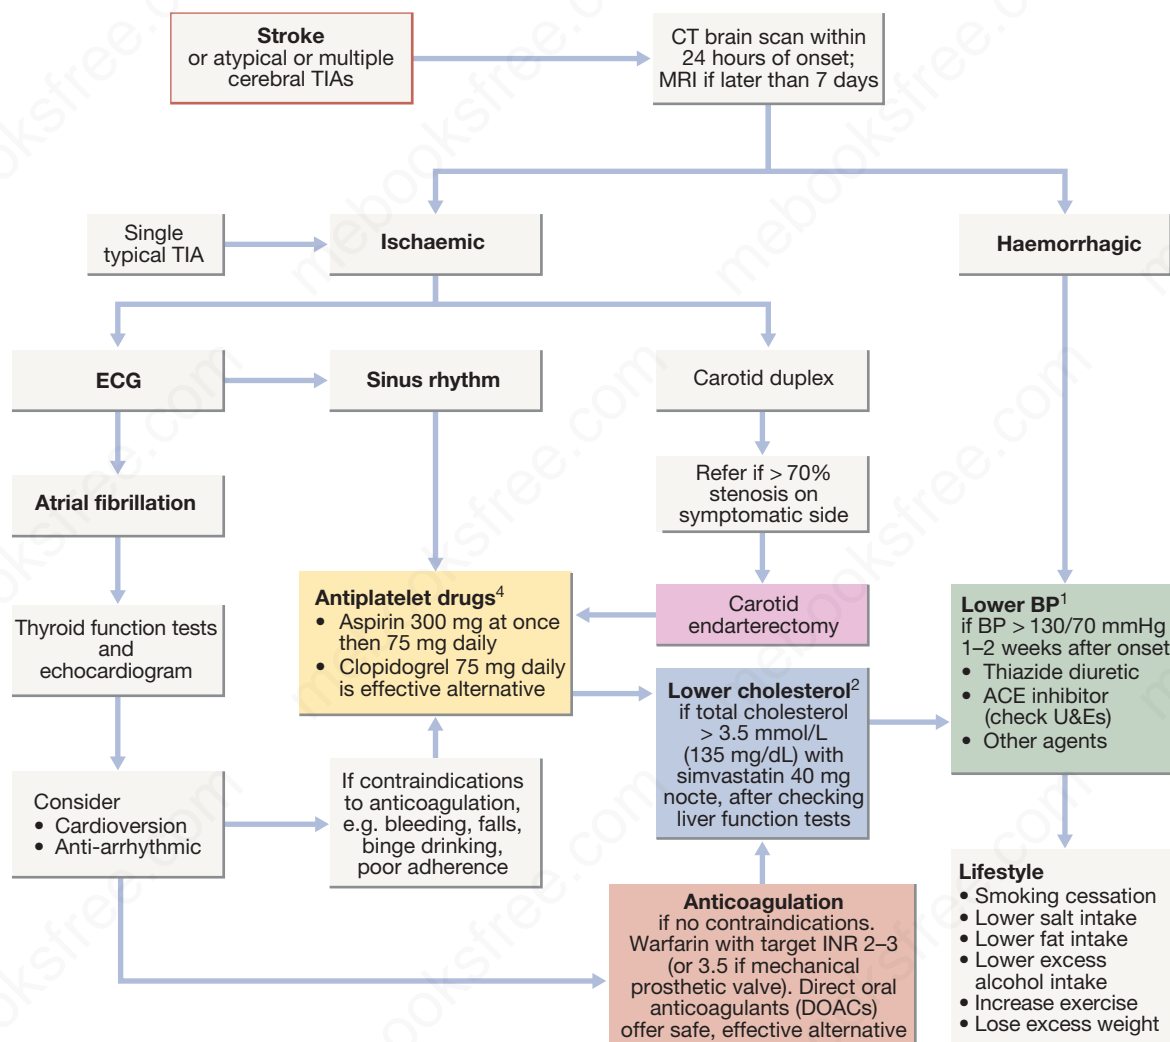 Stroke
or atypical or multiple
cerebral TIAs
CT brain scan within
24 hours of onset;
MRI if later than 7 days
Single
typical TIA
Ischaemic
Haemorrhagic
ECG
Sinus rhythm
Carotid duplex
Atrial fibrillation
Refer if > 70%
stenosis on
symptomatic side
Thyroid function tests
and
echocardiogram
Antiplatelet drugs⁴
• Aspirin 300 mg at once
then 75 mg daily
• Clopidogrel 75 mg daily
is effective alternative
Carotid
endarterectomy
Lower BP¹
if BP > 130/70 mmHg
1–2 weeks after onset
• Thiazide diuretic
• ACE inhibitor
(check U&Es)
• Other agents
Lower cholesterol²
if total cholesterol
> 3.5 mmol/L
(135 mg/dL) with
simvastatin 40 mg
nocte, after checking
liver function tests
Consider
• Cardioversion
• Anti-arrhythmic
If contraindications
to anticoagulation,
e.g. bleeding, falls,
binge drinking,
poor adherence
Anticoagulation
if no contraindications.
Warfarin with target INR 2–3
(or 3.5 if mechanical
prosthetic valve). Direct oral
anticoagulants (DOACs)
offer safe, effective alternative
Lifestyle
• Smoking cessation
• Lower salt intake
• Lower fat intake
• Lower excess
alcohol intake
• Increase exercise
• Lose excess weight
mebooksfree.com